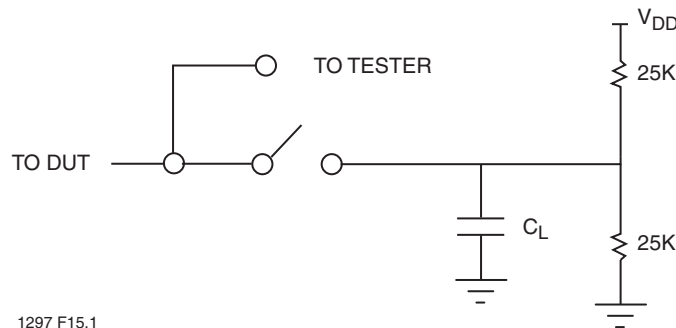 V_DD
25K
TO TESTER
TO DUT
C_L
25K
1297 F15.1